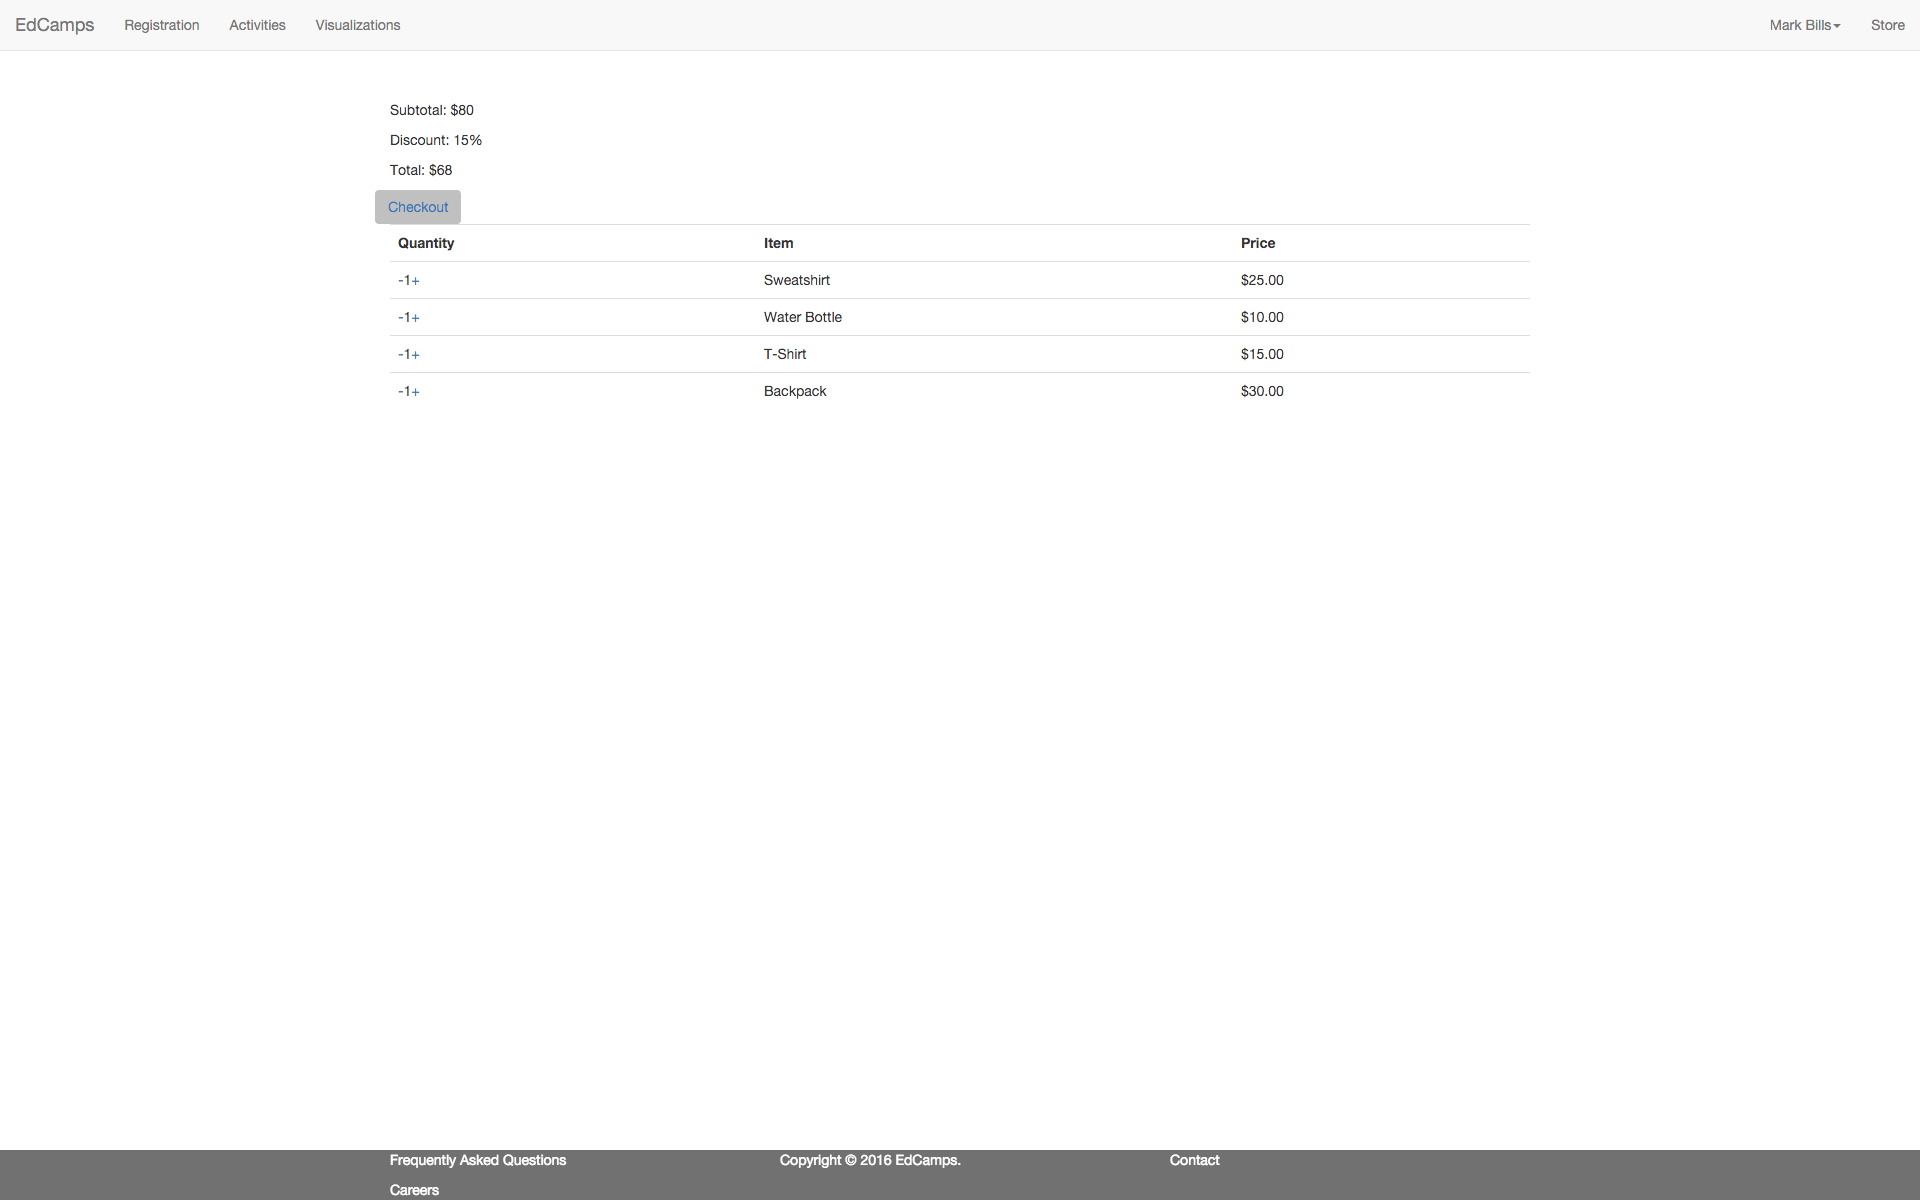 EdCamps Registration Activities Visualizations Mark Bills Store
Subtotal: $80
Discount: 15%
Total: $68
Checkout
Quantity Item Price
-1+ Sweatshirt $25.00
-1+ Water Bottle $10.00
-1+ T-Shirt $15.00
-1+ Backpack $30.00
Frequently Asked Questions Copyright © 2016 EdCamps. Contact
Careers